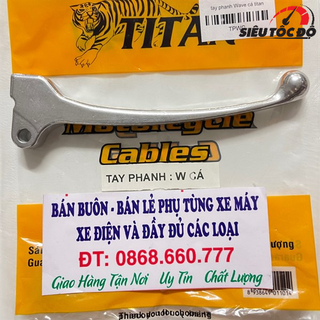 tay phanh Wave cá titan
SIÊU TỐC ĐỘ
TITAN
Motorcycle
Cables
TAY PHANH : W CÁ
BÁN BUÔN - BÁN LẺ PHỤ TÙNG XE MÁY
XE ĐIỆN VÀ ĐẦY ĐỦ CÁC LOẠI
ĐT: 0868.660.777
Giao Hàng Tận Nơi Uy Tín Chất Lượng